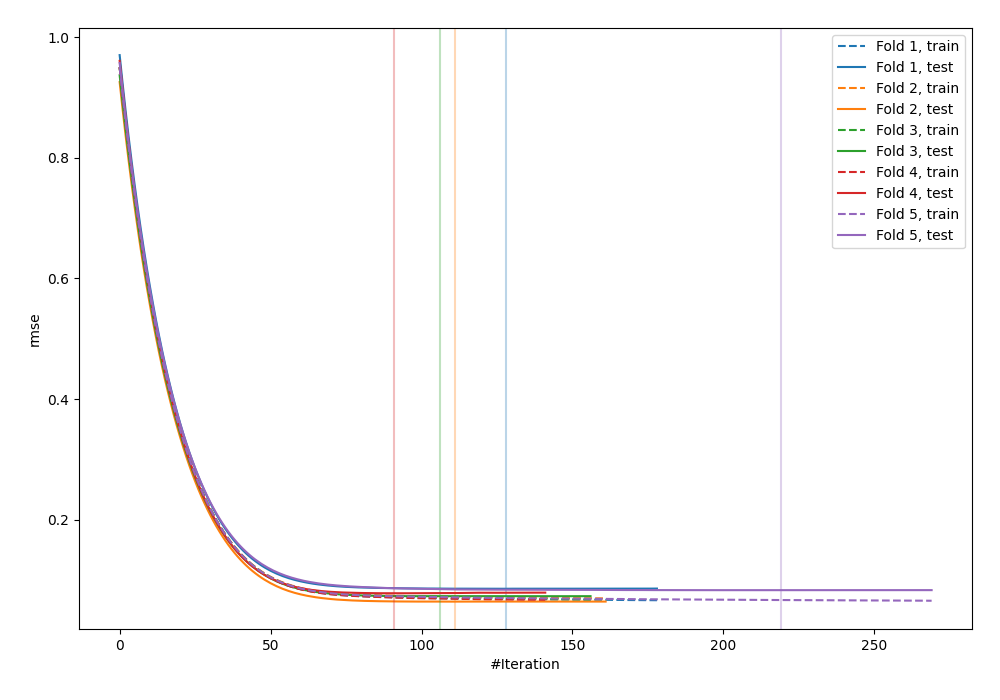 1.0
0.8
0.6
0.4
0.2
rmse
0
50
100
150
200
250
#Iteration
Fold 1, train
Fold 1, test
Fold 2, train
Fold 2, test
Fold 3, train
Fold 3, test
Fold 4, train
Fold 4, test
Fold 5, train
Fold 5, test